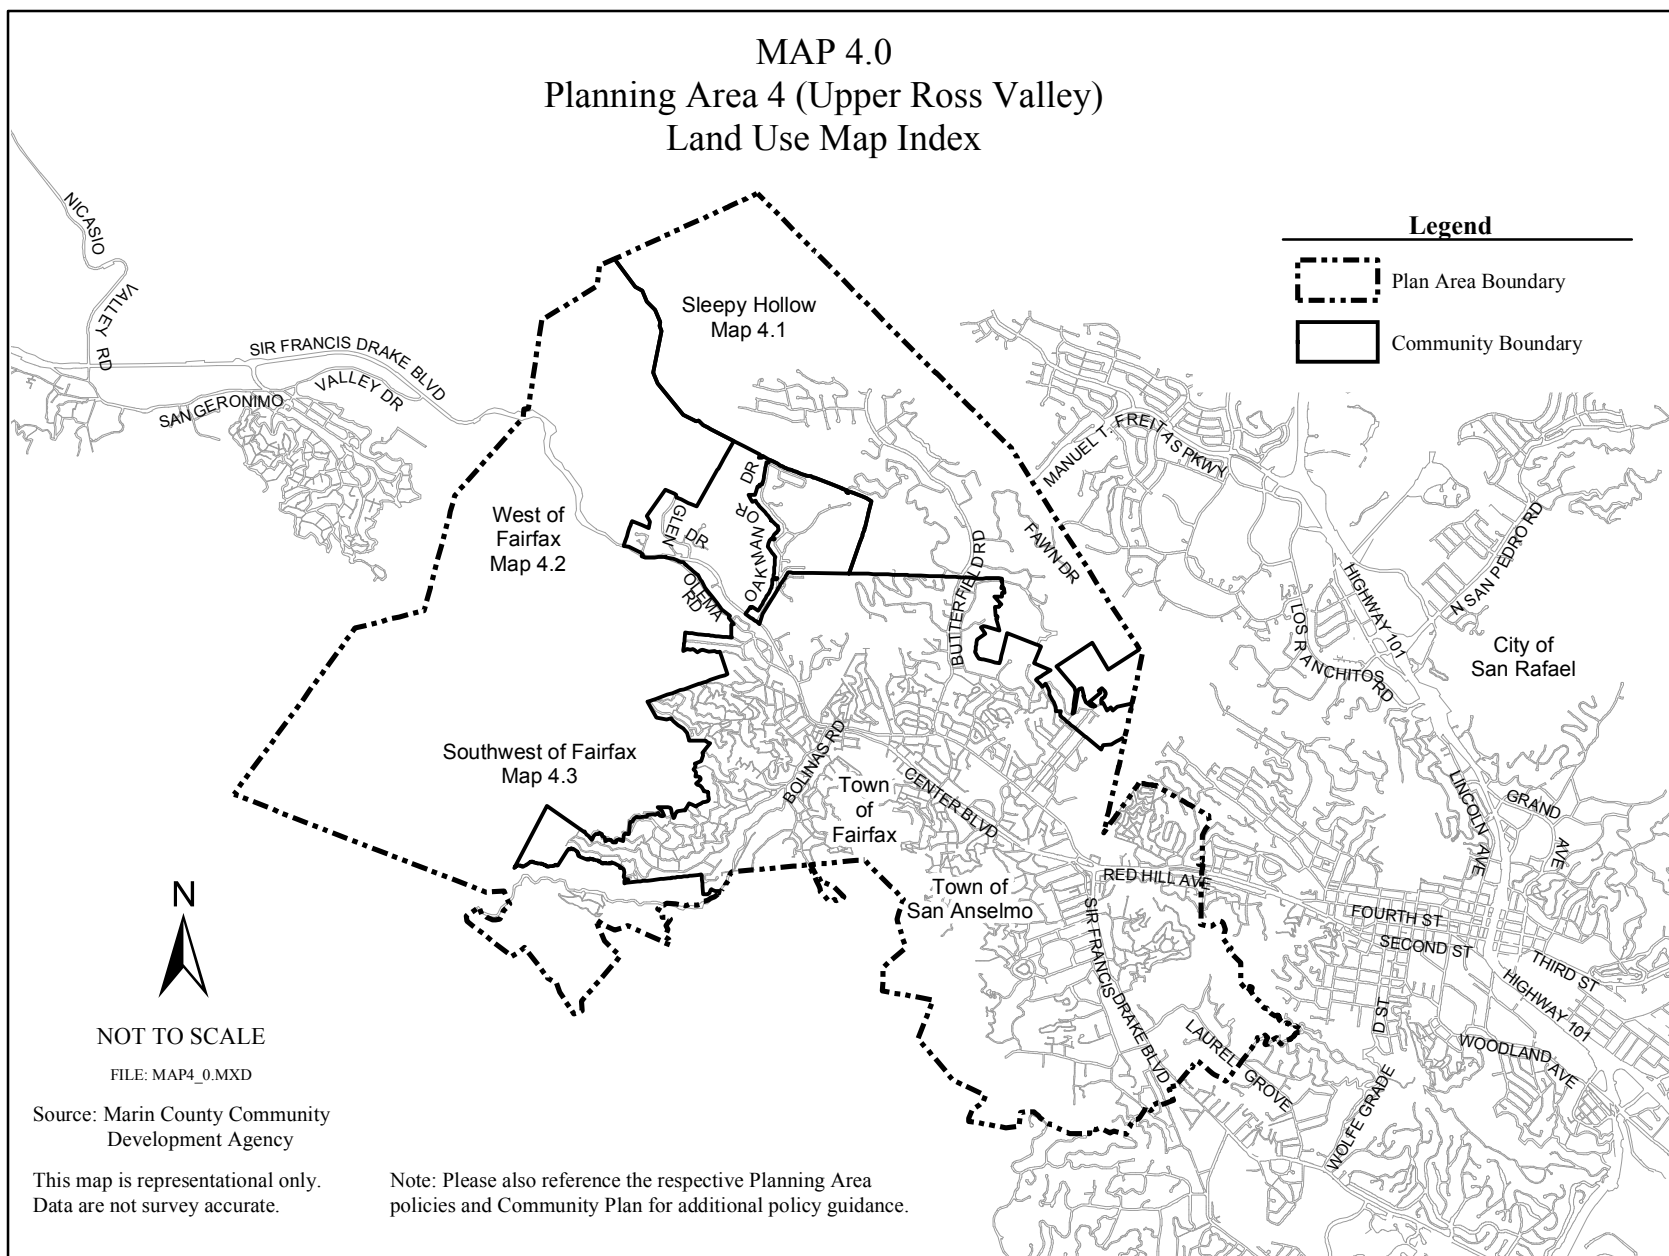 MAP 4.0
Planning Area 4 (Upper Ross Valley)
Land Use Map Index
Legend
Plan Area Boundary
Community Boundary
NICASIO
VALLEY RD
SIR FRANCIS DRAKE BLVD
VALLEY DR
SAN GERONIMO
Sleepy Hollow
Map 4.1
MANUEL T. FREITAS PKWY
West of
Fairfax
Map 4.2
GLEN
DR
OAKMANOR
DR
OLEMA
RD
BUTTERFIELD RD
FAWN DR
HIGHWAY 101
N SAN PEDRO RD
LOS RANCHITOS
RD
City of
San Rafael
Southwest of Fairfax
Map 4.3
BOLINAS RD
Town
of
Fairfax
CENTER BLVD
LINCOLN AVE
GRAND
AVE
Town of
San Anselmo
RED HILL AVE
SIR FRANCIS
DRAKE BLVD
FOURTH ST
SECOND ST
THIRD ST
HIGHWAY 101
D ST
LAUREL
GROVE
WOODLAND
AVE
WOLFE GRADE
N
NOT TO SCALE
FILE: MAP4_0.MXD
Source: Marin County Community
Development Agency
This map is representational only.
Data are not survey accurate.
Note: Please also reference the respective Planning Area
policies and Community Plan for additional policy guidance.